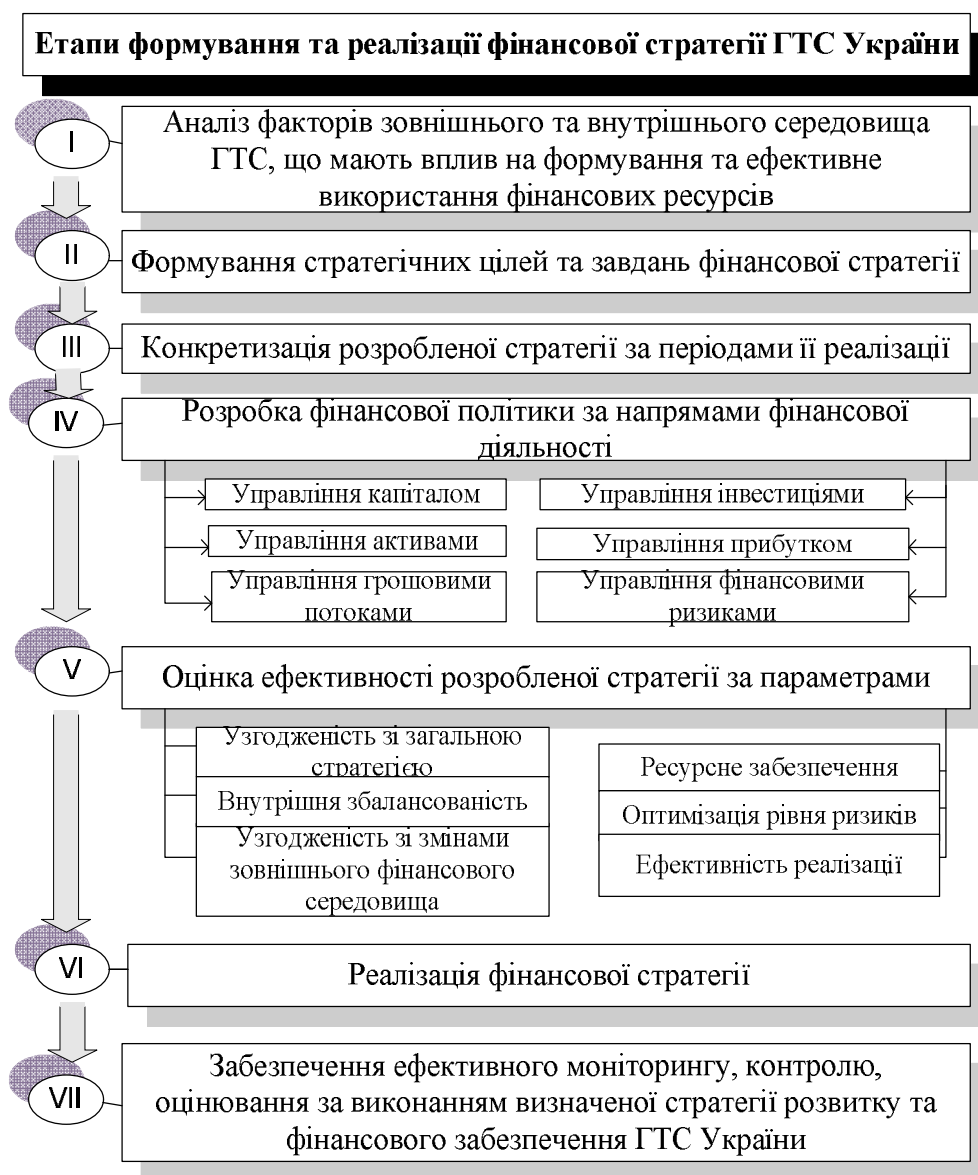 Етапи формування та реалізації фінансової стратегії ГТС України
I
Аналіз факторів зовнішнього та внутрішнього середовища
ГТС, що мають вплив на формування та ефективне
використання фінансових ресурсів
II
Формування стратегічних цілей та завдань фінансової стратегії
III
Конкретизація розробленої стратегії за періодами її реалізації
IV
Розробка фінансової політики за напрямами фінансової
діяльності
Управління капіталом
Управління активами
Управління грошовими
потоками
Управління інвестиціями
Управління прибутком
Управління фінансовими
ризиками
V
Оцінка ефективності розробленої стратегії за параметрами
Узгодженість зі загальною
стратегією
Внутрішня збалансованість
Узгодженість зі змінами
зовнішнього фінансового
середовища
Ресурсне забезпечення
Оптимізація рівня ризиків
Ефективність реалізації
VI
Реалізація фінансової стратегії
VII
Забезпечення ефективного моніторингу, контролю,
оцінювання за виконанням визначеної стратегії розвитку та
фінансового забезпечення ГТС України